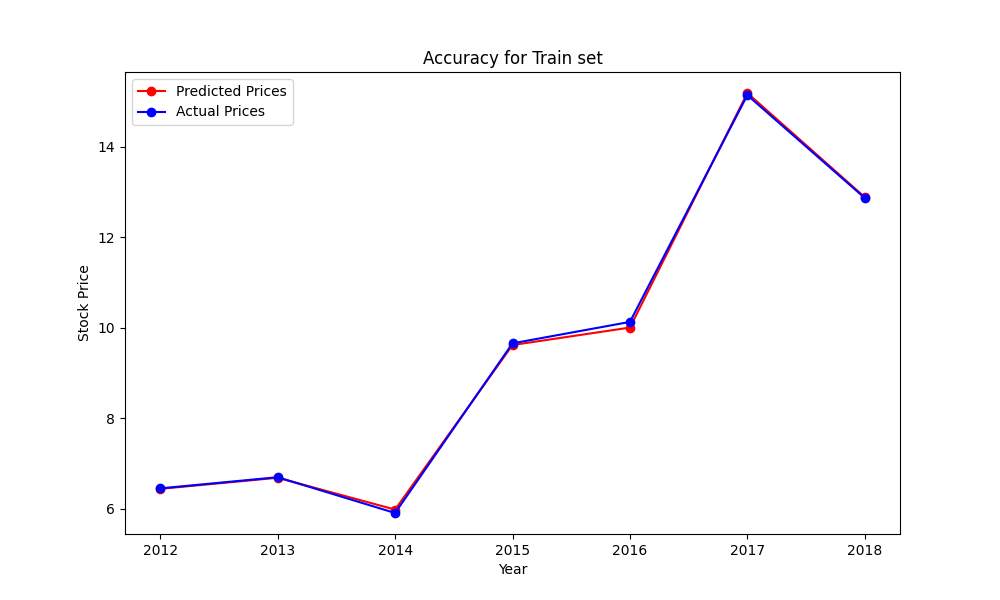 Accuracy for Train set
Predicted Prices
Actual Prices
14
12
10
8
6
Stock Price
2012 2013 2014 2015 2016 2017 2018
Year